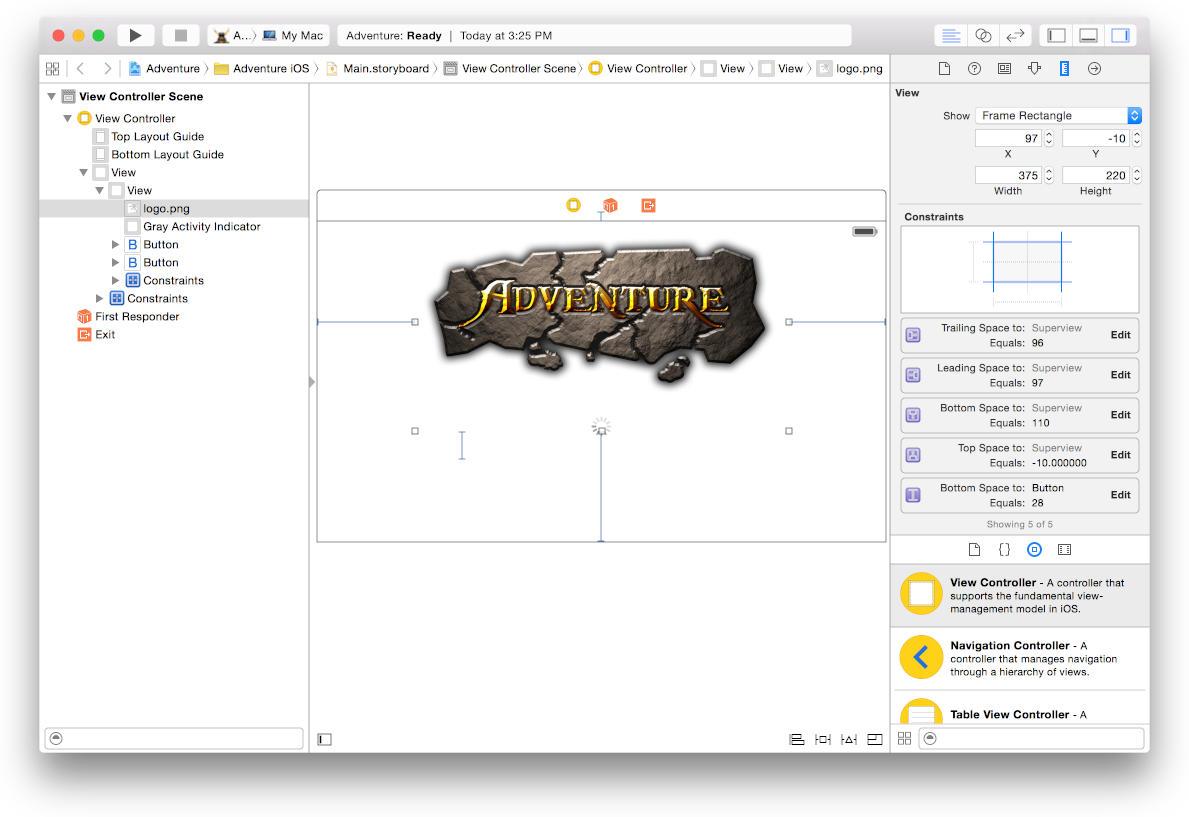 A...
My Mac
Adventure: Ready | Today at 3:25 PM
Adventure
Adventure iOS
Main.storyboard
View Controller Scene
View Controller
View
View
logo.png
View Controller Scene
View Controller
Top Layout Guide
Bottom Layout Guide
View
View
logo.png
Gray Activity Indicator
B Button
B Button
Constraints
Constraints
First Responder
Exit
ADVENTURE
View
Show Frame Rectangle
97 -10
X Y
375 220
Width Height
Constraints
Trailing Space to: Superview
Equals: 96
Edit
Leading Space to: Superview
Equals: 97
Edit
Bottom Space to: Superview
Equals: 110
Edit
Top Space to: Superview
Equals: -10.000000
Edit
Bottom Space to: Button
Equals: 28
Edit
Showing 5 of 5
View Controller - A controller that
supports the fundamental view-
management model in iOS.
Navigation Controller - A
controller that manages navigation
through a hierarchy of views.
Table View Controller - A